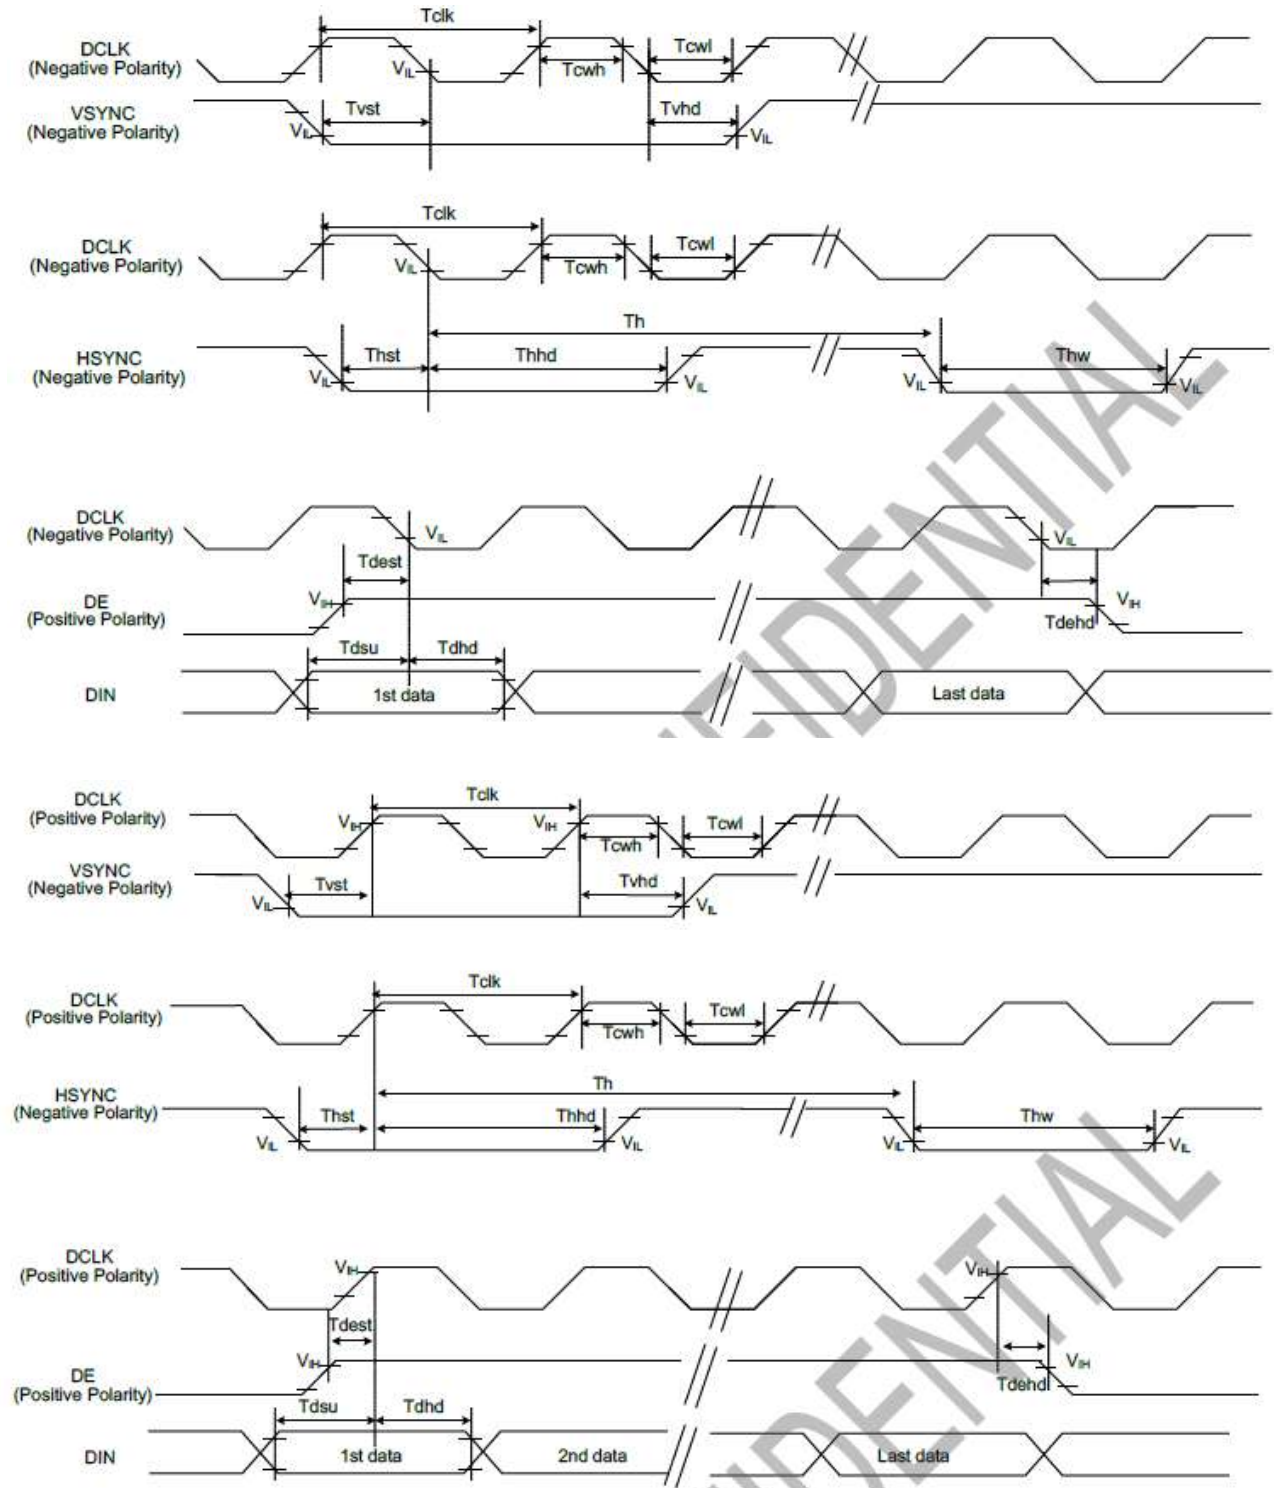 Tclk
DCLK
(Negative Polarity)
VIL
Tcwh
Tcwl
VSYNC
(Negative Polarity)
VIL
Tvst
Tvhd
VIL
Tclk
DCLK
(Negative Polarity)
VIL
Tcwh
Tcwl
Th
HSYNC
(Negative Polarity)
VIL
Thst
Thhd
VIL
VIL
Thw
VIL
DCLK
(Negative Polarity)
VIL
VIL
Tdest
DE
(Positive Polarity)
VIH
VIH
Tdehd
Tdsu
Tdhd
DIN
1st data
Last data
FIDENTIAL
DCLK
(Positive Polarity)
Tclk
VIH
VIH
Tcwh
Tcwl
VSYNC
(Negative Polarity)
VIL
Tvst
Tvhd
VIL
DCLK
(Positive Polarity)
Tclk
Tcwh
Tcwl
Th
HSYNC
(Negative Polarity)
VIL
Thst
Thhd
VIL
VIL
Thw
VIL
DCLK
(Positive Polarity)
VIH
VIH
Tdest
DE
(Positive Polarity)
VIH
VIH
Tdehd
Tdsu
Tdhd
DIN
1st data
2nd data
Last data
IDENTIAL